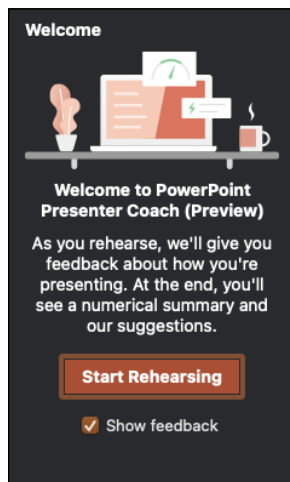 Welcome
Welcome to PowerPoint
Presenter Coach (Preview)
As you rehearse, we'll give you
feedback about how you're
presenting. At the end, you'll
see a numerical summary and
our suggestions.
Start Rehearsing
Show feedback